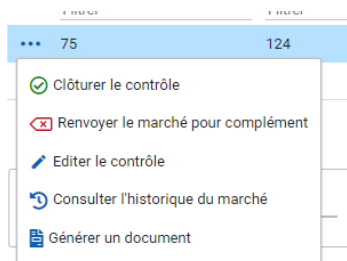 Filtrer Filtrer
75 124
Clôturer le contrôle
Renvoyer le marché pour complément
Editer le contrôle
Consulter l'historique du marché
Générer un document